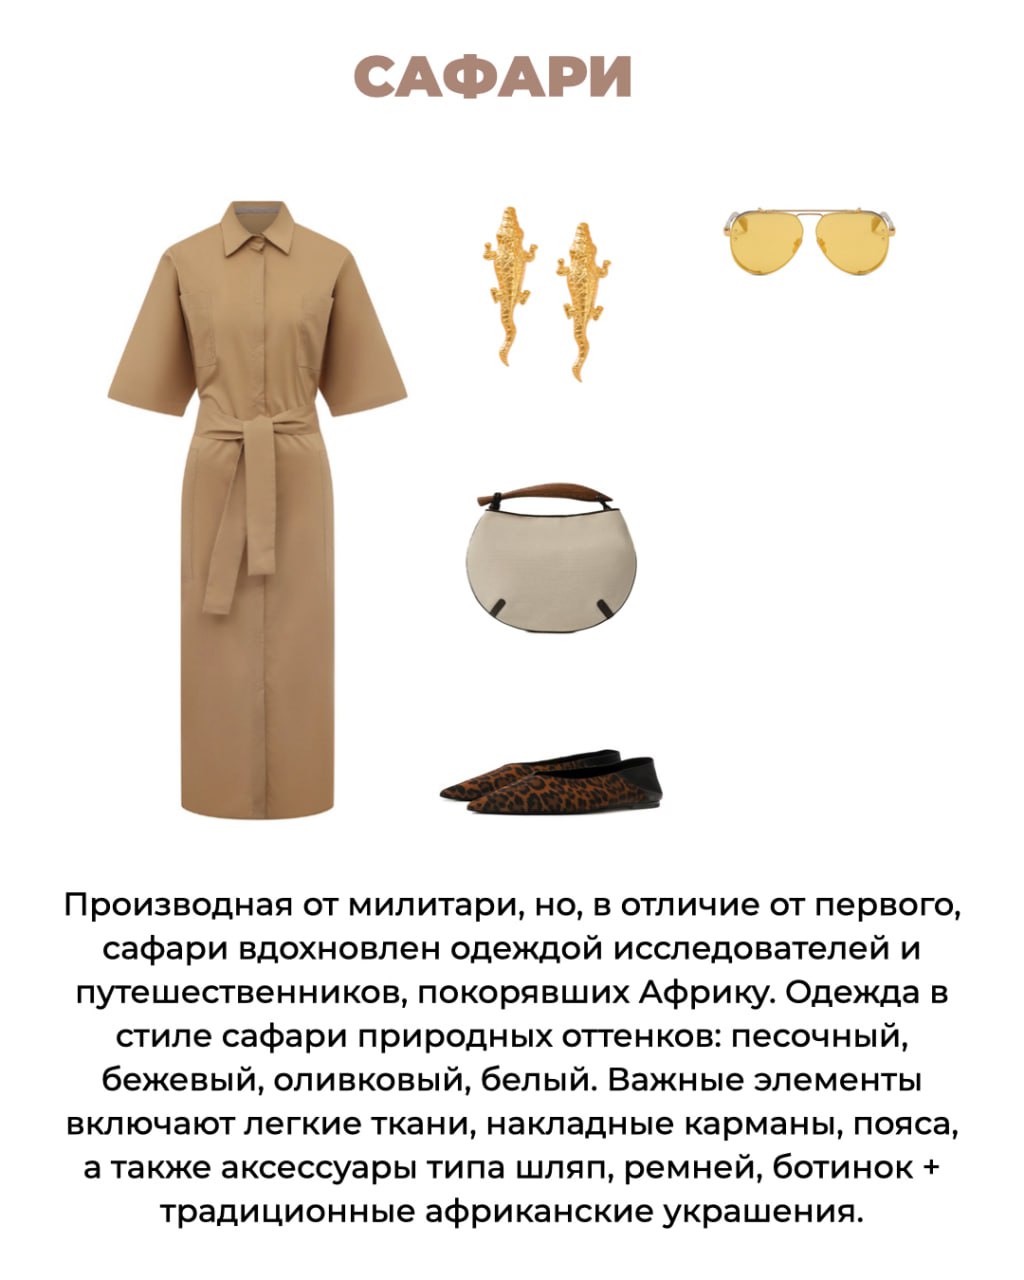 САФАРИ
Производная от милитари, но, в отличие от первого,
сафари вдохновлен одеждой исследователей и
путешественников, покорявших Африку. Одежда в
стиле сафари природных оттенков: песочный,
бежевый, оливковый, белый. Важные элементы
включают легкие ткани, накладные карманы, пояса,
а также аксессуары типа шляп, ремней, ботинок +
традиционные африканские украшения.